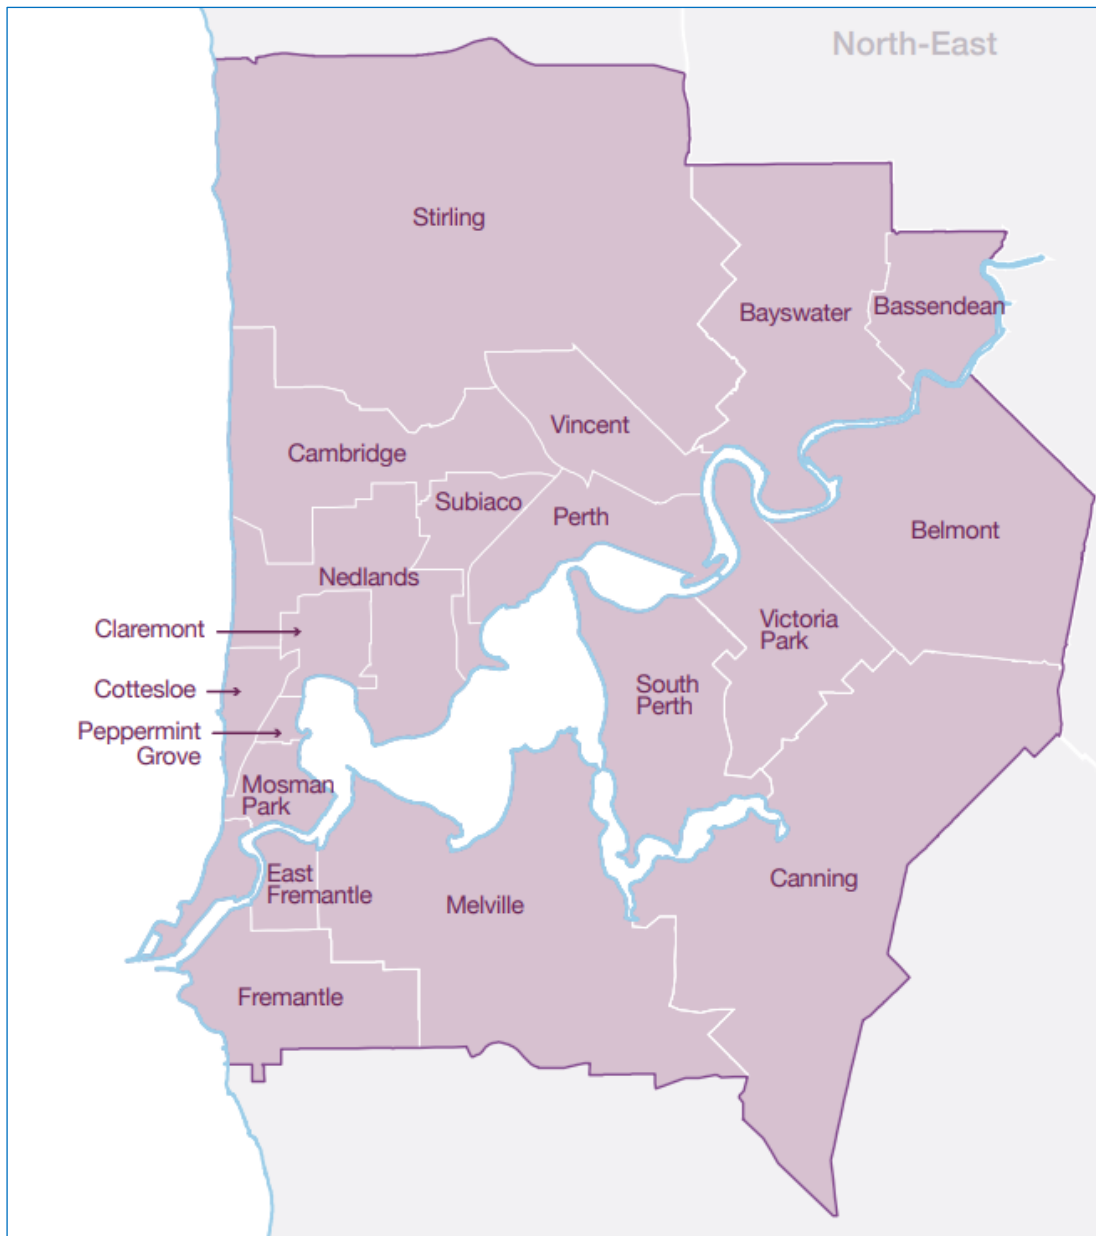 North-East
Stirling
Bayswater
Bassendean
Vincent
Cambridge
Subiaco
Perth
Belmont
Nedlands
Claremont
Victoria
Park
Cottesloe
South
Perth
Peppermint
Grove
Mosman
Park
East
Fremantle
Melville
Canning
Fremantle